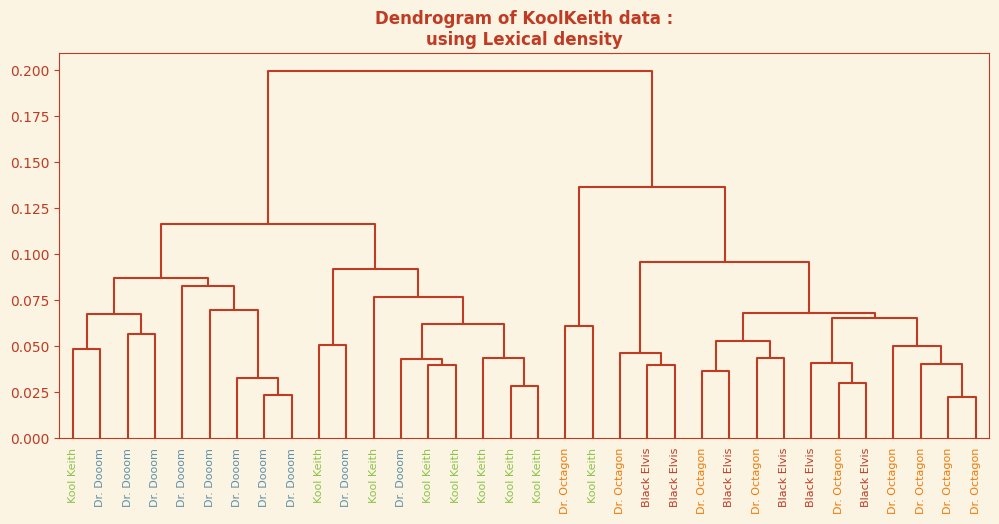 Dendrogram of KoolKeith data :
using Lexical density
0.200
0.175
0.150
0.125
0.100
0.075
0.050
0.025
0.000
Kool Keith
Dr. Dooom
Dr. Dooom
Dr. Dooom
Dr. Dooom
Dr. Dooom
Dr. Dooom
Dr. Dooom
Dr. Dooom
Kool Keith
Dr. Dooom
Kool Keith
Dr. Dooom
Kool Keith
Kool Keith
Kool Keith
Kool Keith
Kool Keith
Dr. Octagon
Kool Keith
Dr. Octagon
Black Elvis
Black Elvis
Dr. Octagon
Black Elvis
Dr. Octagon
Black Elvis
Black Elvis
Dr. Octagon
Black Elvis
Dr. Octagon
Dr. Octagon
Dr. Octagon
Dr. Octagon